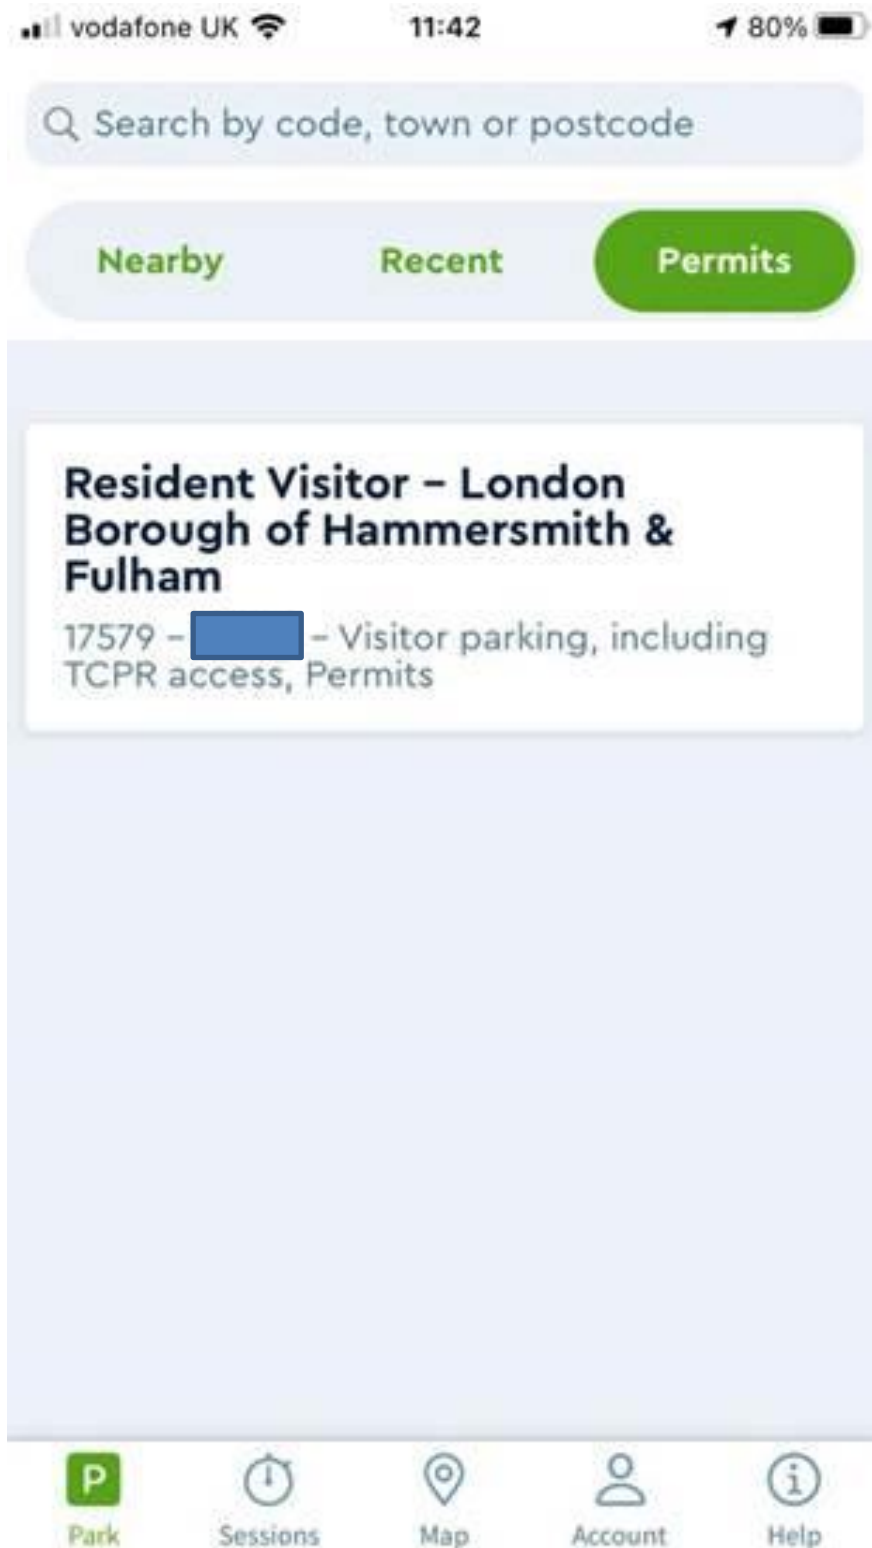 vodafone UK 11:42 80%
Search by code, town or postcode
Nearby Recent Permits
Resident Visitor – London
Borough of Hammersmith &
Fulham
17579 – – Visitor parking, including
TCPR access, Permits
P
Park Sessions Map Account Help